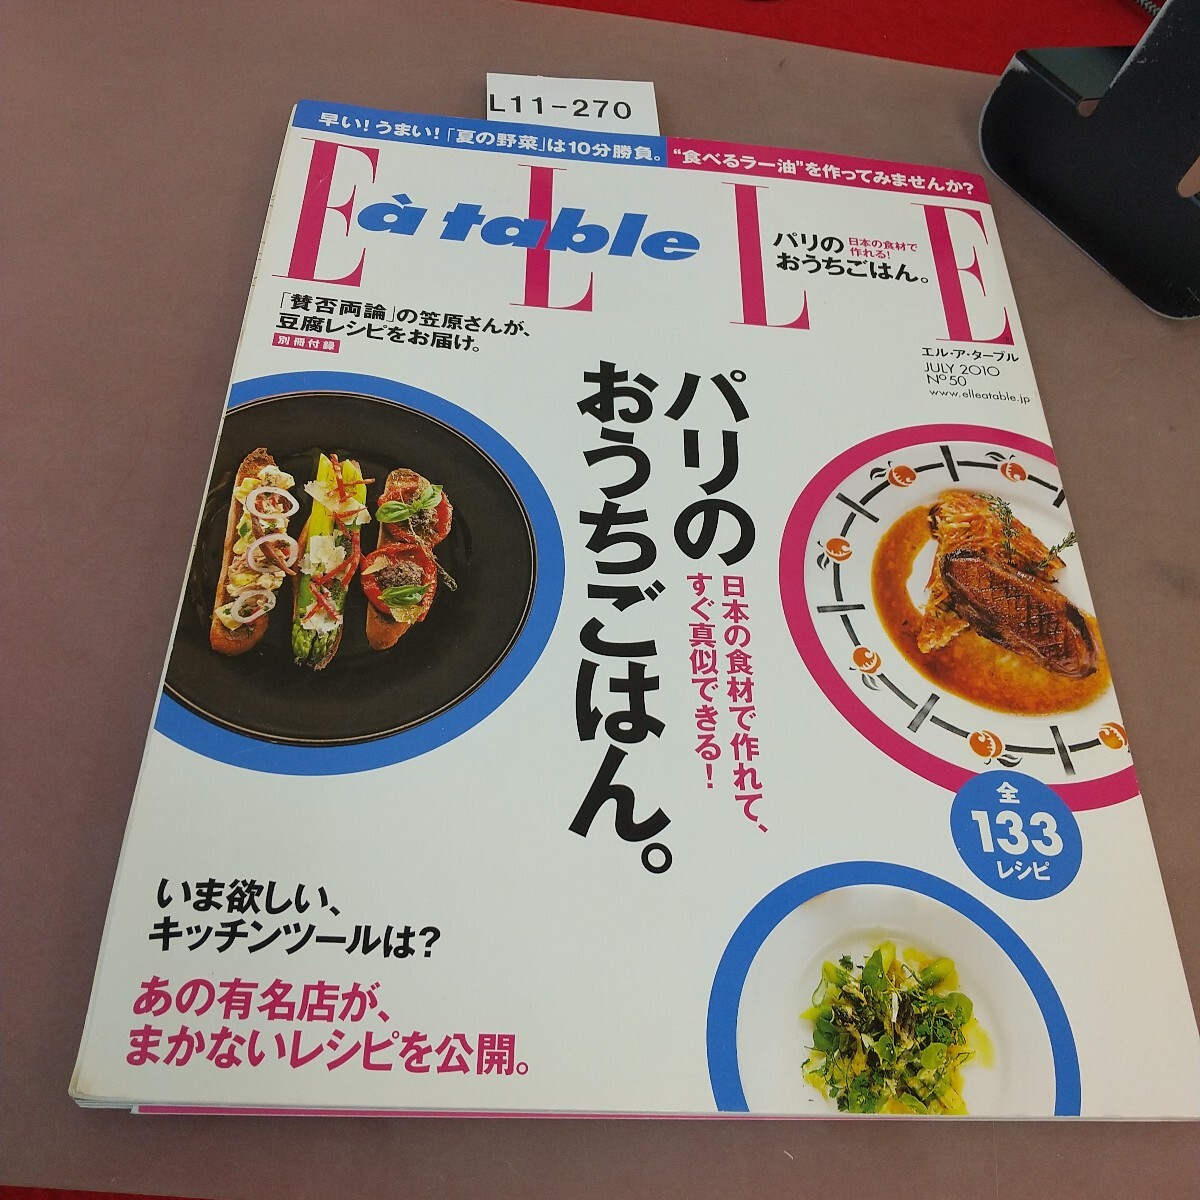 L11-270
早い!うまい!「夏の野菜」は10分勝負。
“食べるラー油”を作ってみませんか?
ELLE
à table
パリの
日本の食材で
作れる!
おうちごはん。
「賛否両論」の笠原さんが、
豆腐レシピをお届け。
別冊付録
エル・ア・ターブル
JULY 2010
Nº50
www.elleatable.jp
パリの
おうちごはん。
日本の食材で作れて、
すぐ真似できる!
全
133
レシピ
いま欲しい、
キッチンツールは?
あの有名店が、
まかないレシピを公開。